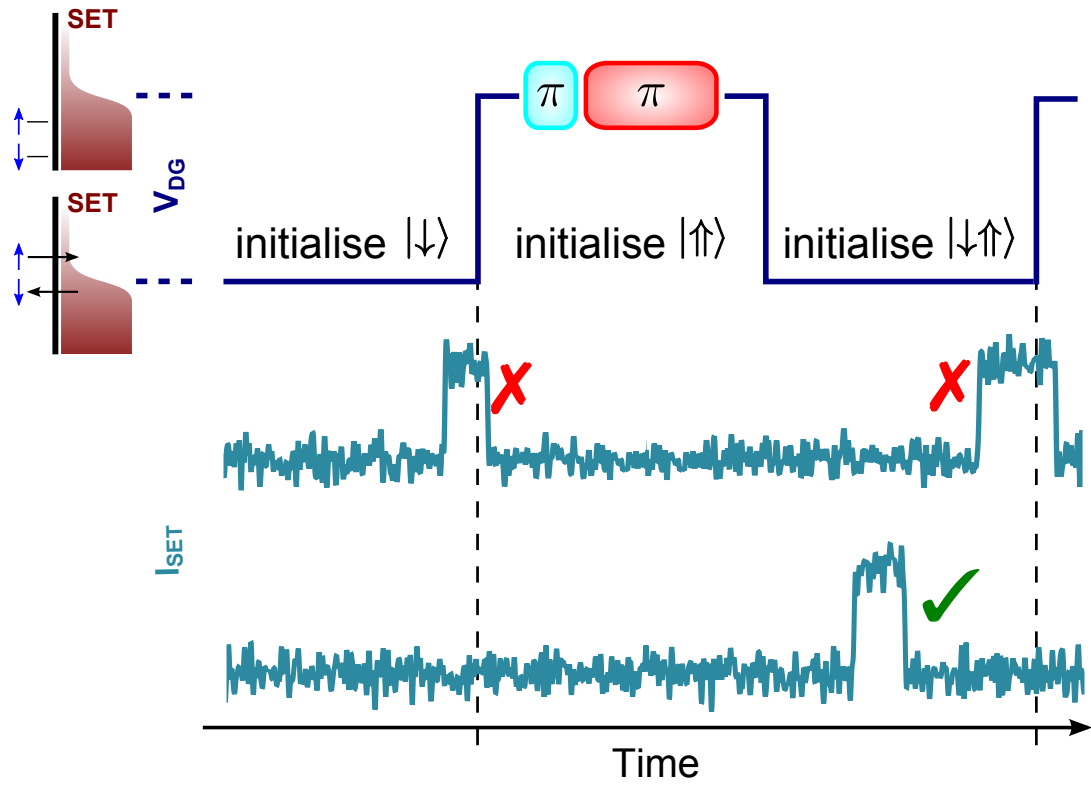 SET
π π
SET
V_DG
initialise |↓⟩ initialise |⇑⟩ initialise |↓⇑⟩
✗ ✗
I_SET
✓
Time